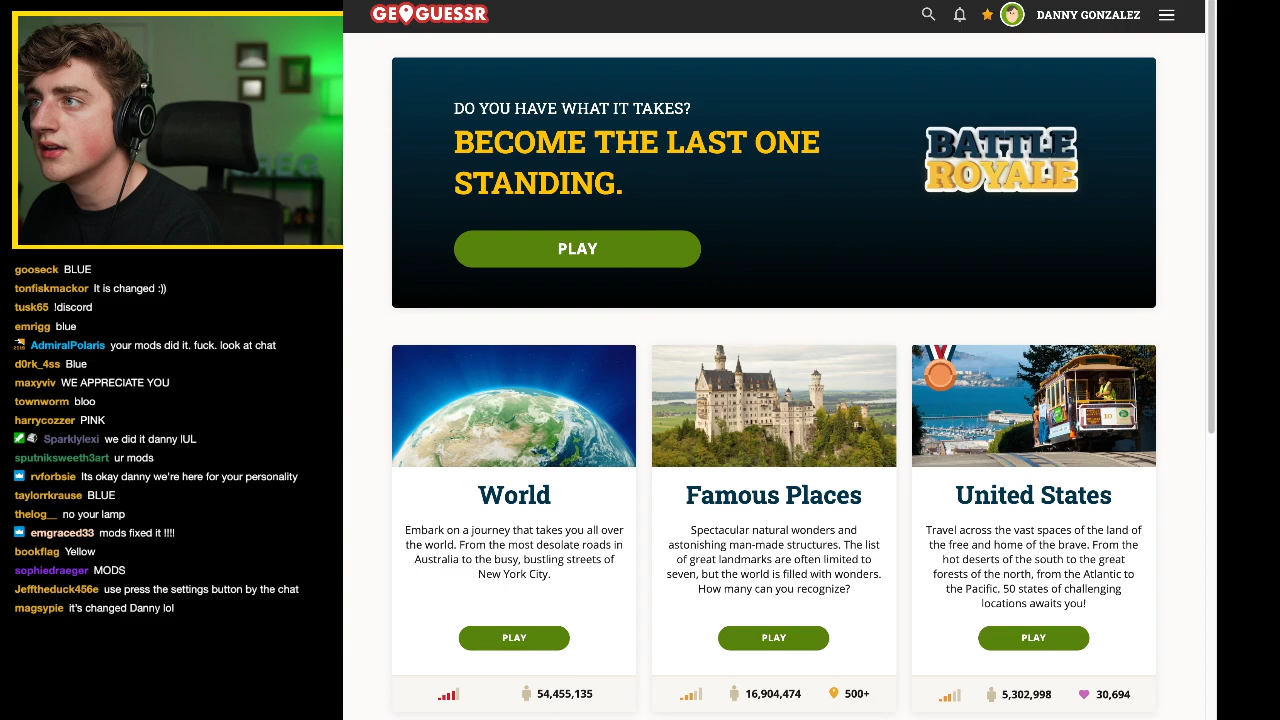 GEOGUESSR
DANNY GONZALEZ
DO YOU HAVE WHAT IT TAKES?
BECOME THE LAST ONE
STANDING.
PLAY
BATTLE
ROYALE
gooseck BLUE
tonfiskmackor It is changed :))
tusk65 !discord
emrigg blue
AdmiralPolaris your mods did it. fuck. look at chat
d0rk_4ss Blue
maxyviv WE APPRECIATE YOU
townworm bloo
harrycozzer PINK
Sparklylexi we did it danny lUL
sputniksweeth3art ur mods
rvforbsie Its okay danny we're here for your personality
taylorrkrause BLUE
thelog__ no your lamp
emgraced33 mods fixed it !!!!
bookflag Yellow
sophiedraeger MODS
Jefftheduck456e use press the settings button by the chat
magsypie it's changed Danny lol
World
Embark on a journey that takes you all over
the world. From the most desolate roads in
Australia to the busy, bustling streets of
New York City.
PLAY
54,455,135
Famous Places
Spectacular natural wonders and
astonishing man-made structures. The list
of great landmarks are often limited to
seven, but the world is filled with wonders.
How many can you recognize?
PLAY
16,904,474
500+
United States
Travel across the vast spaces of the land of
the free and home of the brave. From the
hot deserts of the south to the great
forests of the north, from the Atlantic to
the Pacific. 50 states of challenging
locations awaits you!
PLAY
5,302,998
30,694